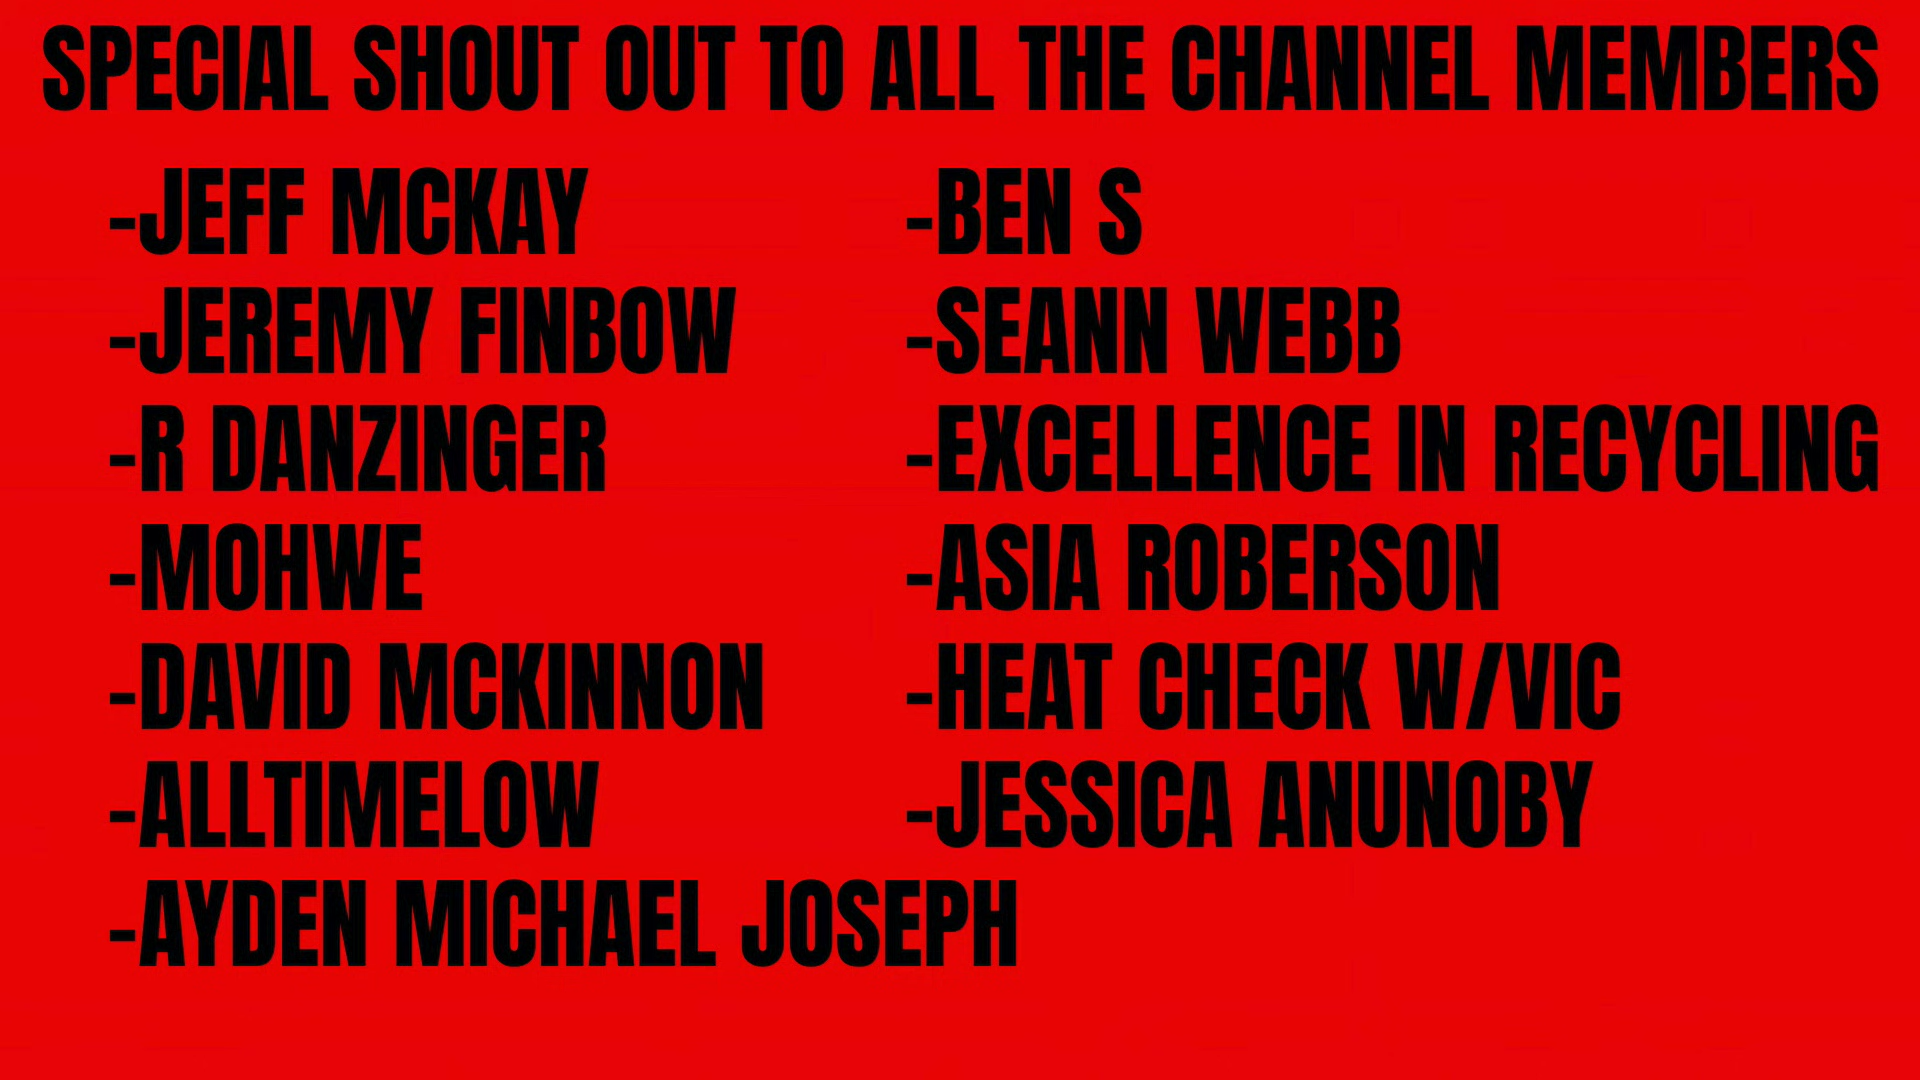 SPECIAL SHOUT OUT TO ALL THE CHANNEL MEMBERS
-JEFF MCKAY
-JEREMY FINBOW
-R DANZINGER
-MOHWE
-DAVID MCKINNON
-ALLTIMELOW
-AYDEN MICHAEL JOSEPH
-BEN S
-SEANN WEBB
-EXCELLENCE IN RECYCLING
-ASIA ROBERSON
-HEAT CHECK W/VIC
-JESSICA ANUNOBY